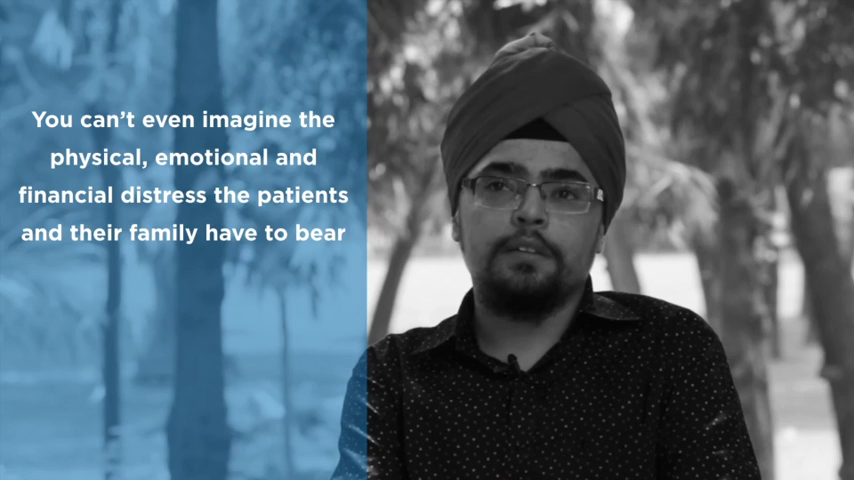 You can’t even imagine the
physical, emotional and
financial distress the patients
and their family have to bear